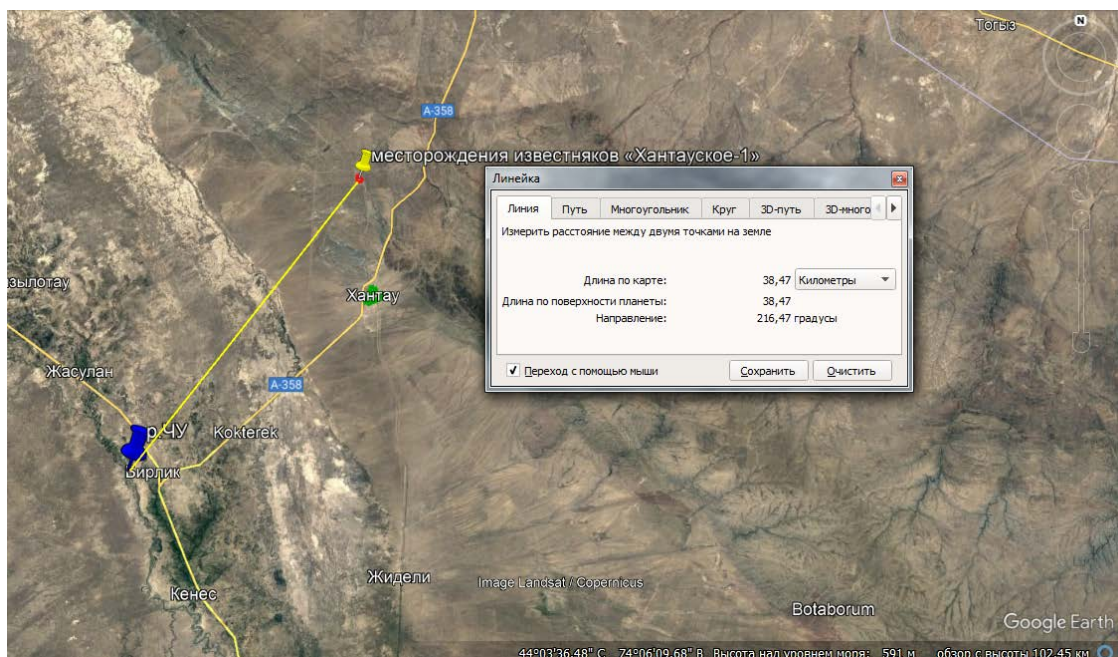 Тогыз
N
А-358
месторождения известняков «Хантауское-1»
Линейка
Линия
Путь
Многоугольник
Круг
3D-путь
3D-много
Измерить расстояние между двумя точками на земле
Длина по карте: 38,47 Километры
Длина по поверхности планеты: 38,47
Направление: 216,47 градусы
Переход с помощью мыши
Сохранить
Очистить
зылотау
Хантау
Жасулан
А-358
р.ЧУ
Kokterek
Бирлик
Жидели
Кенес
Image Landsat / Copernicus
Botaborum
Google Earth
44°03'36.48" С 74°06'09.68" В Высота над уровнем моря: 591 м обзор с высоты 102.45 км